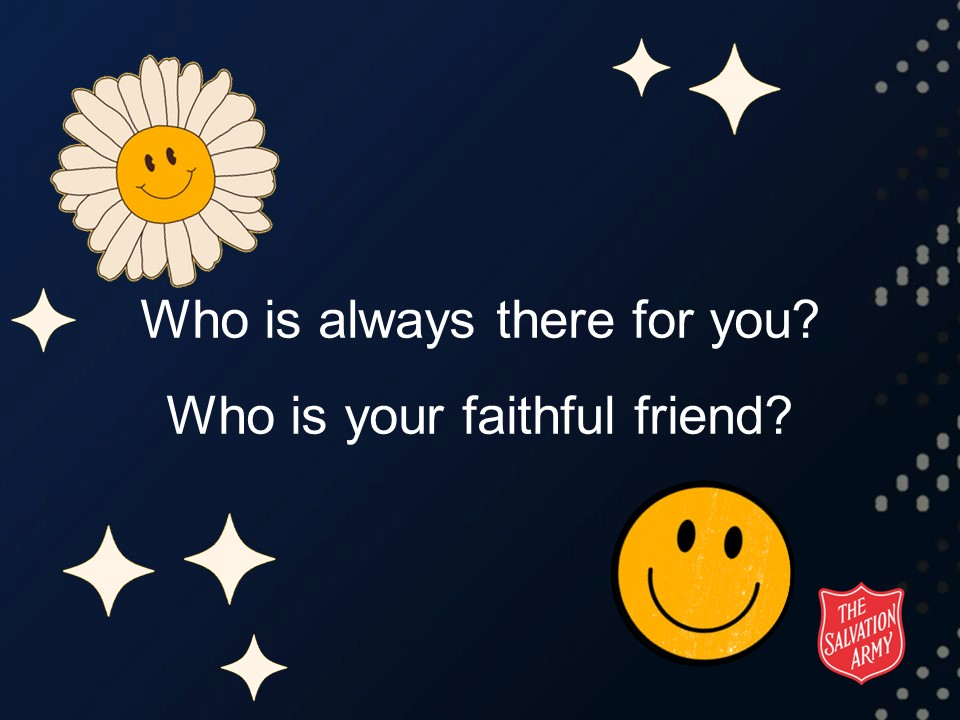 Who is always there for you?
Who is your faithful friend?
THE
SALVATION
ARMY